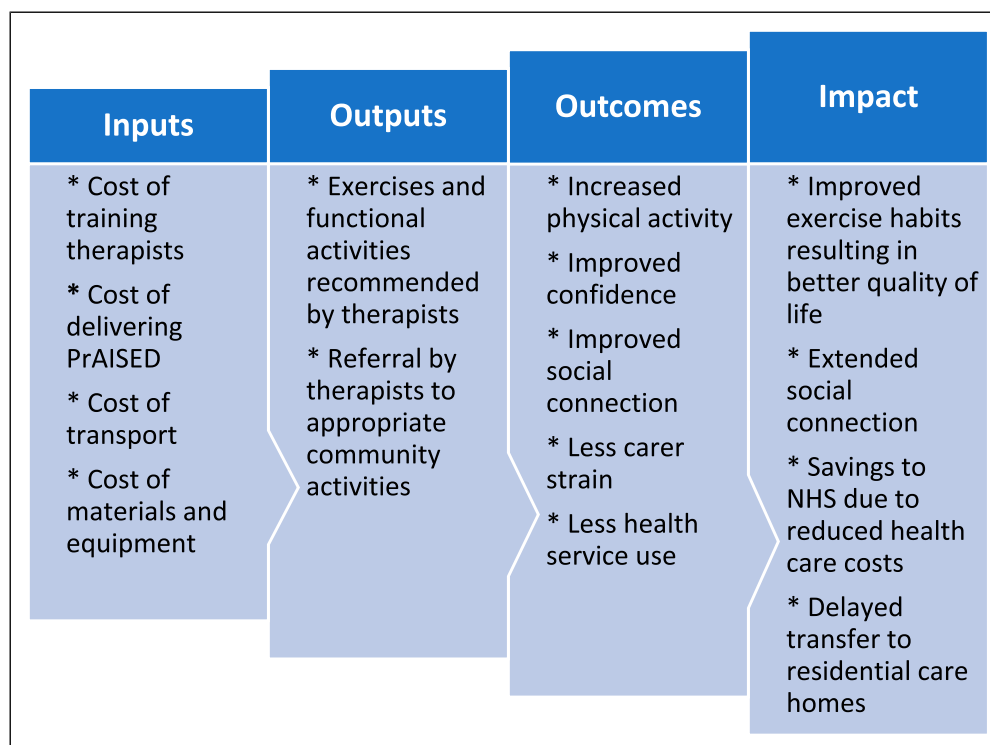 Inputs
* Cost of
training
therapists
* Cost of
delivering
PrAISED
* Cost of
transport
* Cost of
materials and
equipment
Outputs
* Exercises and
functional
activities
recommended
by therapists
* Referral by
therapists to
appropriate
community
activities
Outcomes
* Increased
physical activity
* Improved
confidence
* Improved
social
connection
* Less carer
strain
* Less health
service use
Impact
* Improved
exercise habits
resulting in
better quality of
life
* Extended
social
connection
* Savings to
NHS due to
reduced health
care costs
* Delayed
transfer to
residential care
homes